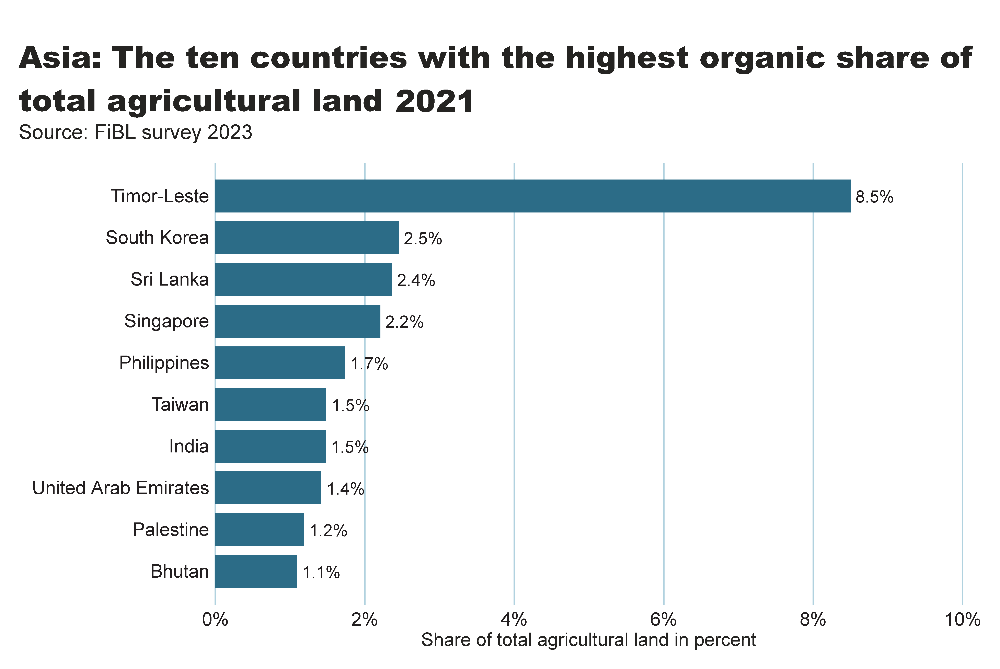 Asia: The ten countries with the highest organic share of
total agricultural land 2021
Source: FiBL survey 2023
Timor-Leste 8.5%
South Korea 2.5%
Sri Lanka 2.4%
Singapore 2.2%
Philippines 1.7%
Taiwan 1.5%
India 1.5%
United Arab Emirates 1.4%
Palestine 1.2%
Bhutan 1.1%
0% 2% 4% 6% 8% 10%
Share of total agricultural land in percent